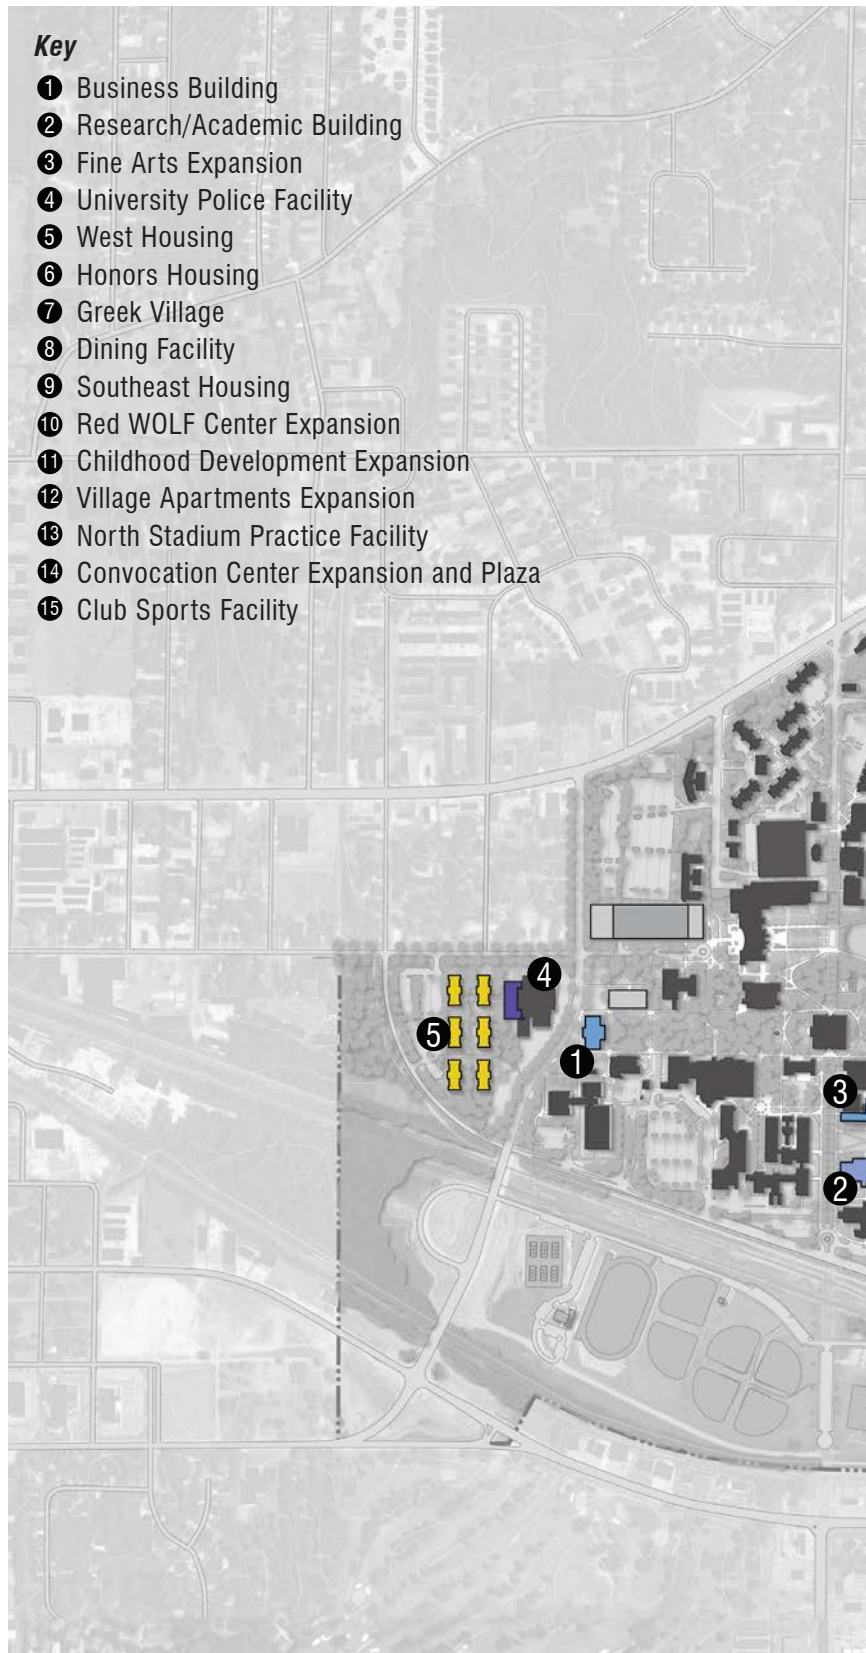 Key
1 Business Building
2 Research/Academic Building
3 Fine Arts Expansion
4 University Police Facility
5 West Housing
6 Honors Housing
7 Greek Village
8 Dining Facility
9 Southeast Housing
10 Red WOLF Center Expansion
11 Childhood Development Expansion
12 Village Apartments Expansion
13 North Stadium Practice Facility
14 Convocation Center Expansion and Plaza
15 Club Sports Facility
4
5
1
3
2